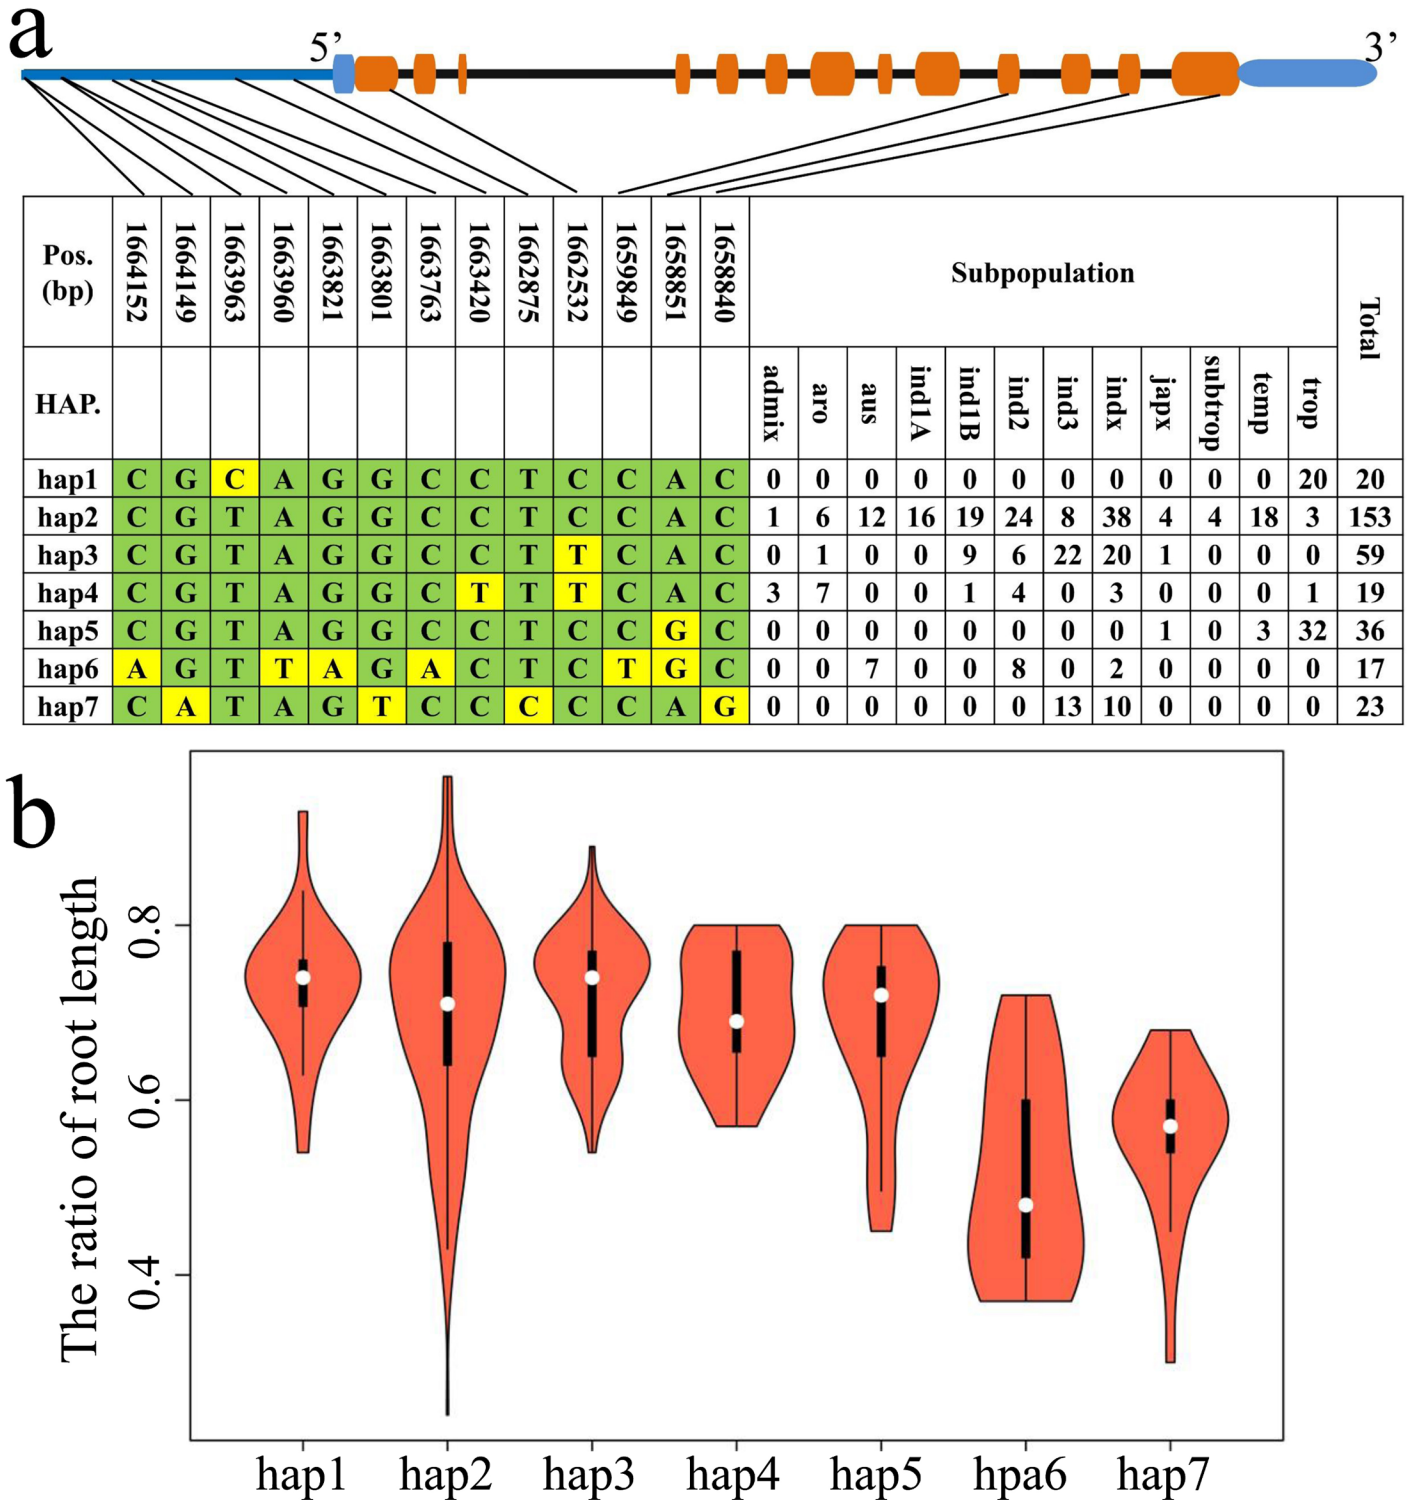 a
5’
3’
Pos. (bp) 1664152 1664149 1663963 1663960 1663821 1663801 1663763 1663420 1662875 1662532 1659849 1658851 1658840 Subpopulation Total
HAP. admix aro aus ind1A ind1B ind2 ind3 indx japx subtrop temp trop
hap1 C G C A G G C C T C C A C 0 0 0 0 0 0 0 0 0 0 0 20 20
hap2 C G T A G G C C T C C A C 1 6 12 16 19 24 8 38 4 4 18 3 153
hap3 C G T A G G C C T T C A C 0 1 0 0 9 6 22 20 1 0 0 0 59
hap4 C G T A G G C T T T C A C 3 7 0 0 1 4 0 3 0 0 0 1 19
hap5 C G T A G G C C T C C G C 0 0 0 0 0 0 0 0 1 0 3 32 36
hap6 A G T T A G A C T C T G C 0 0 7 0 0 8 0 2 0 0 0 0 17
hap7 C A T A G T C C C C C A G 0 0 0 0 0 0 13 10 0 0 0 0 23
b
The ratio of root length
0.8
0.6
0.4
hap1 hap2 hap3 hap4 hap5 hpa6 hap7